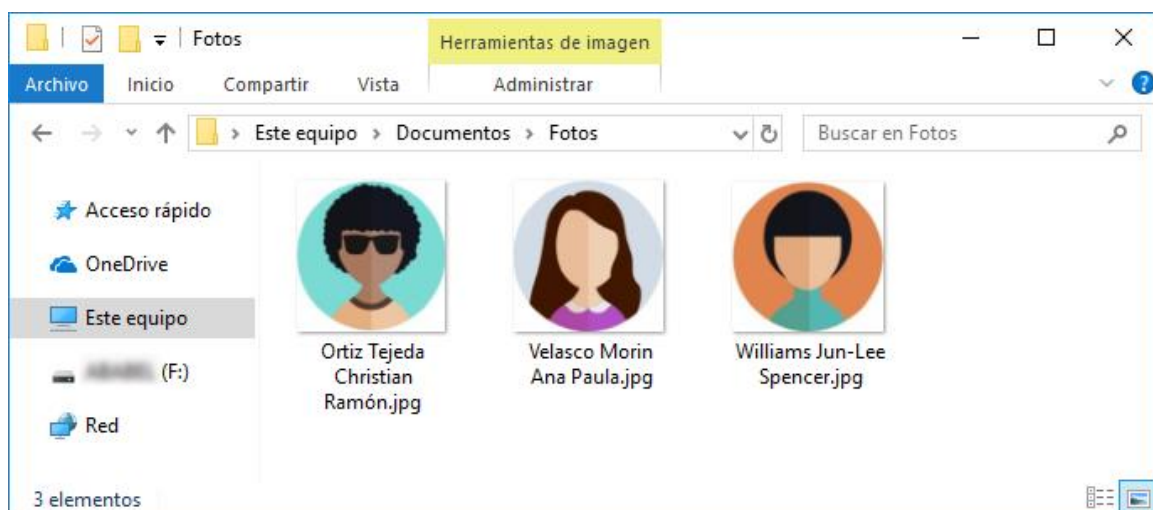 Fotos
Herramientas de imagen
Archivo
Inicio
Compartir
Vista
Administrar
Este equipo > Documentos > Fotos
Buscar en Fotos
Acceso rápido
OneDrive
Este equipo
(F:)
Red
Ortiz Tejeda
Christian
Ramón.jpg
Velasco Morin
Ana Paula.jpg
Williams Jun-Lee
Spencer.jpg
3 elementos